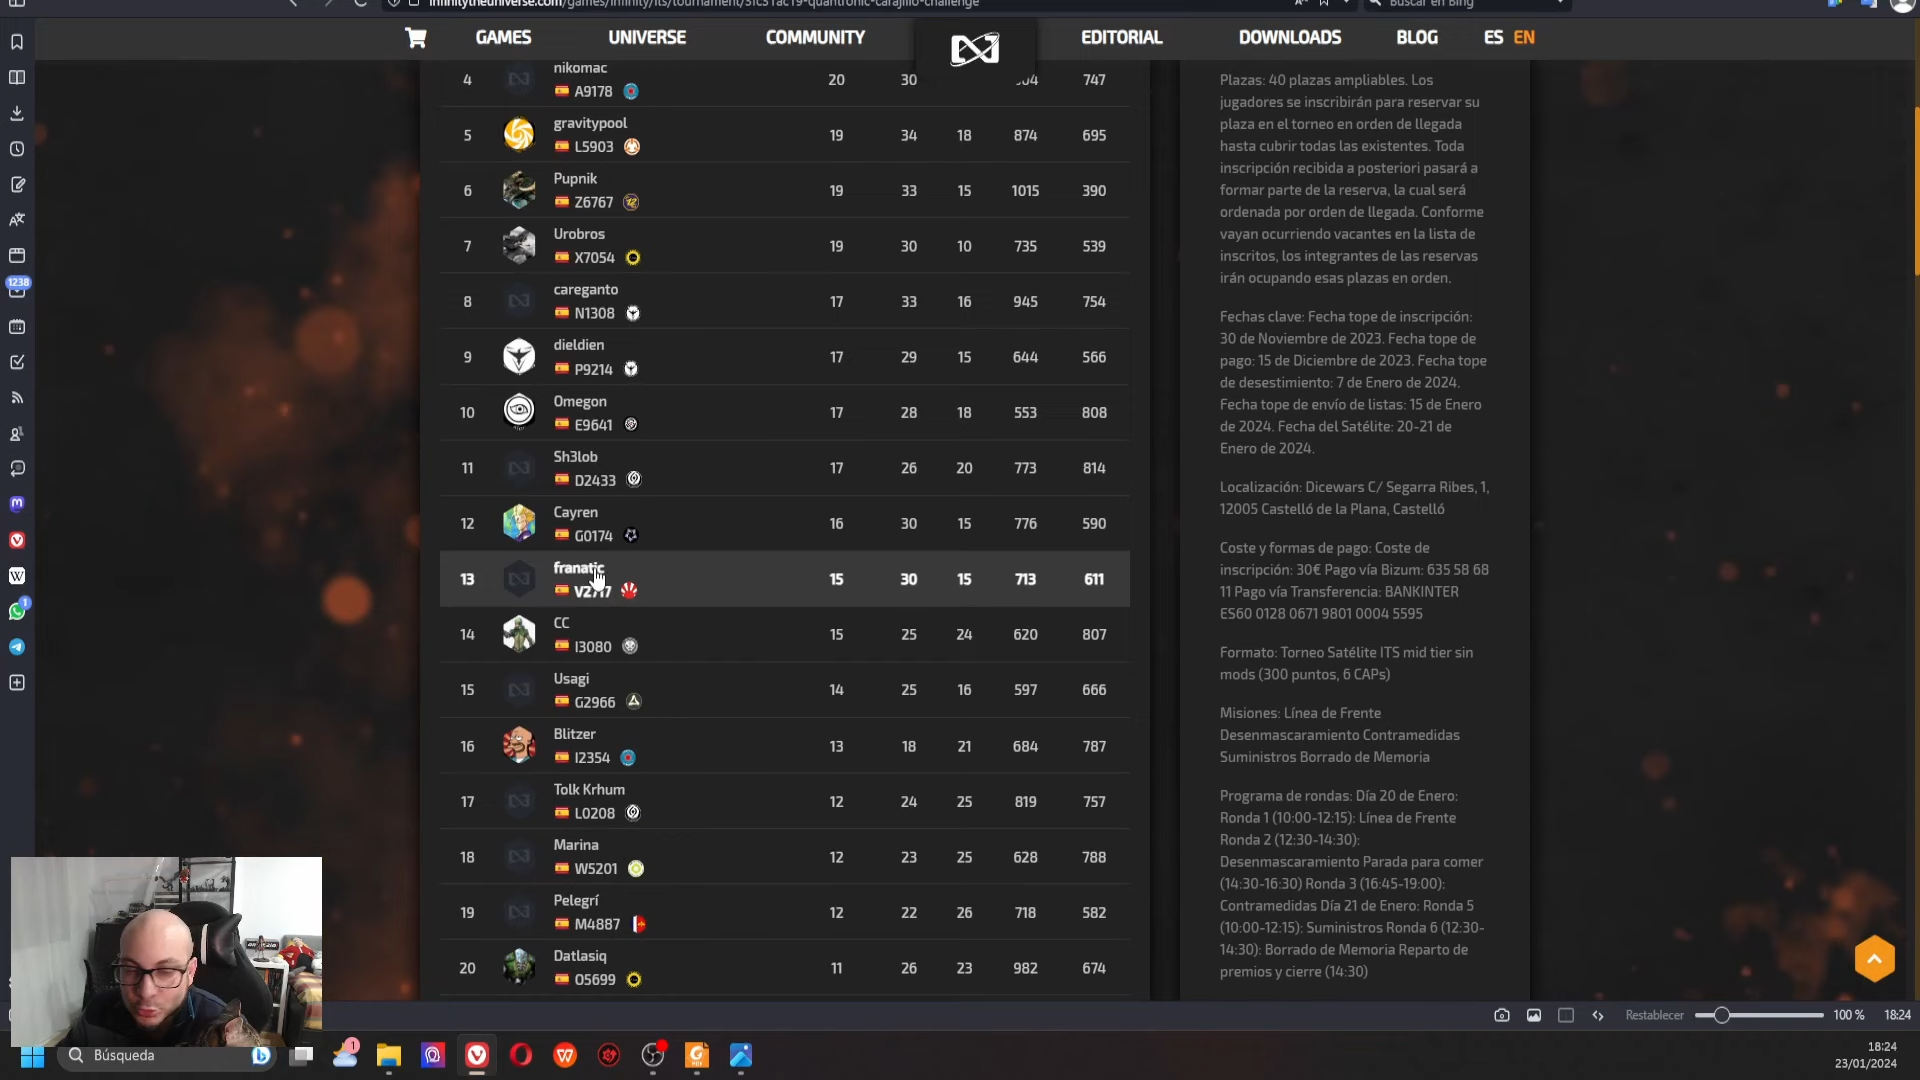 infinitytheuniverse.com/games/infinity/its/tournament/3fc31ac19-quantronic-carajillo-challenge
Buscar en Bing
GAMES UNIVERSE COMMUNITY EDITORIAL DOWNLOADS BLOG ES EN
4 nikomac 20 30 747
A9178
5 gravitypool 19 34 18 874 695
L5903
6 Pupnik 19 33 15 1015 390
Z6767
7 Urobros 19 30 10 735 539
X7054
8 careganto 17 33 16 945 754
N1308
9 dieldien 17 29 15 644 566
P9214
10 Omegon 17 28 18 553 808
E9641
11 Sh3lob 17 26 20 773 814
D2433
12 Cayren 16 30 15 776 590
G0174
13 franatic 15 30 15 713 611
V2717
14 CC 15 25 24 620 807
I3080
15 Usagi 14 25 16 597 666
G2966
16 Blitzer 13 18 21 684 787
I2354
17 Tolk Krhum 12 24 25 819 757
L0208
18 Marina 12 23 25 628 788
W5201
19 Pelegrí 12 22 26 718 582
M4887
20 Datlasiq 11 26 23 982 674
O5699
Plazas: 40 plazas ampliables. Los
jugadores se inscribirán para reservar su
plaza en el torneo en orden de llegada
hasta cubrir todas las existentes. Toda
inscripción recibida a posteriori pasará a
formar parte de la reserva, la cual será
ordenada por orden de llegada. Conforme
vayan ocurriendo vacantes en la lista de
inscritos, los integrantes de las reservas
irán ocupando esas plazas en orden.
Fechas clave: Fecha tope de inscripción:
30 de Noviembre de 2023. Fecha tope de
pago: 15 de Diciembre de 2023. Fecha tope
de desestimiento: 7 de Enero de 2024.
Fecha tope de envío de listas: 15 de Enero
de 2024. Fecha del Satélite: 20-21 de
Enero de 2024.
Localización: Dicewars C/ Segarra Ribes, 1,
12005 Castelló de la Plana, Castelló
Coste y formas de pago: Coste de
inscripción: 30€ Pago vía Bizum: 635 58 68
11 Pago vía Transferencia: BANKINTER
ES60 0128 0671 9801 0004 5595
Formato: Torneo Satélite ITS mid tier sin
mods (300 puntos, 6 CAPs)
Misiones: Línea de Frente
Desenmascaramiento Contramedidas
Suministros Borrado de Memoria
Programa de rondas: Día 20 de Enero:
Ronda 1 (10:00-12:15): Línea de Frente
Ronda 2 (12:30-14:30):
Desenmascaramiento Parada para comer
(14:30-16:30) Ronda 3 (16:45-19:00):
Contramedidas Día 21 de Enero: Ronda 5
(10:00-12:15): Suministros Ronda 6 (12:30-
14:30): Borrado de Memoria Reparto de
premios y cierre (14:30)
1238
1
Restablecer 100 % 18:24
Búsqueda
1
18:24
23/01/2024